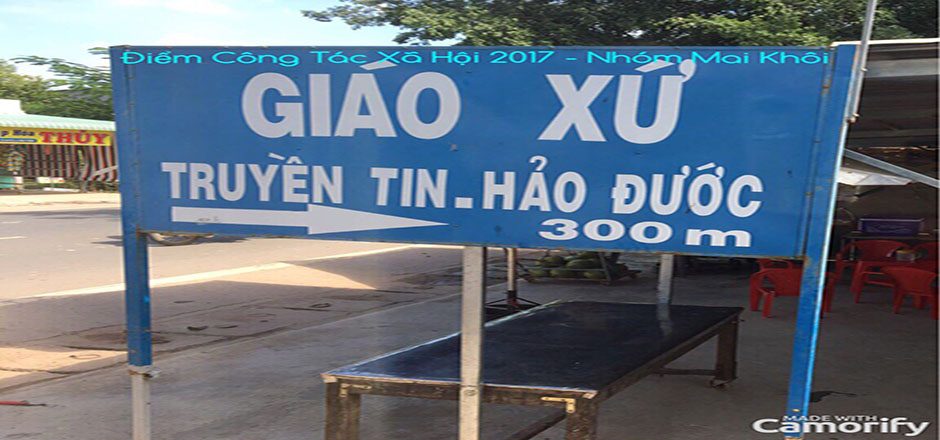 Điểm Công Tác Xã Hội 2017 - Nhóm Mai Khôi
GIÁO XỨ
TRUYỀN TIN - HẢO ĐƯỚC
300 m
THÚY
MADE WITH
Camorify